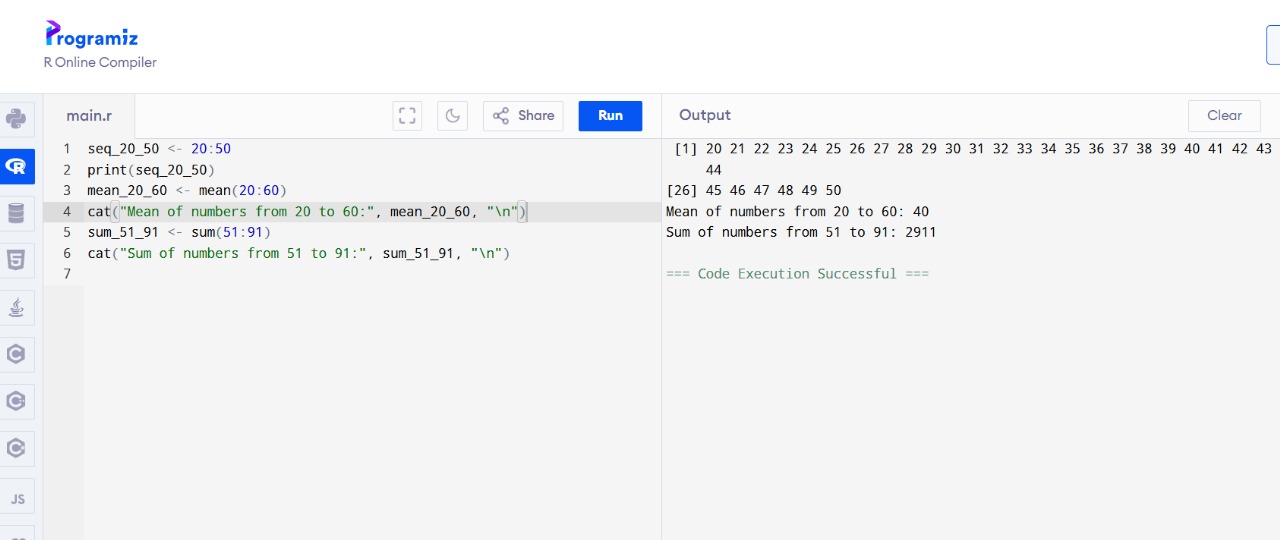 Programiz
R Online Compiler
main.r
Share
Run
Output
Clear
1 seq_20_50 <- 20:50
2 print(seq_20_50)
3 mean_20_60 <- mean(20:60)
4 cat("Mean of numbers from 20 to 60:", mean_20_60, "\n")
5 sum_51_91 <- sum(51:91)
6 cat("Sum of numbers from 51 to 91:", sum_51_91, "\n")
7
[1] 20 21 22 23 24 25 26 27 28 29 30 31 32 33 34 35 36 37 38 39 40 41 42 43
44
[26] 45 46 47 48 49 50
Mean of numbers from 20 to 60: 40
Sum of numbers from 51 to 91: 2911
=== Code Execution Successful ===
R
5
C
C
C
JS